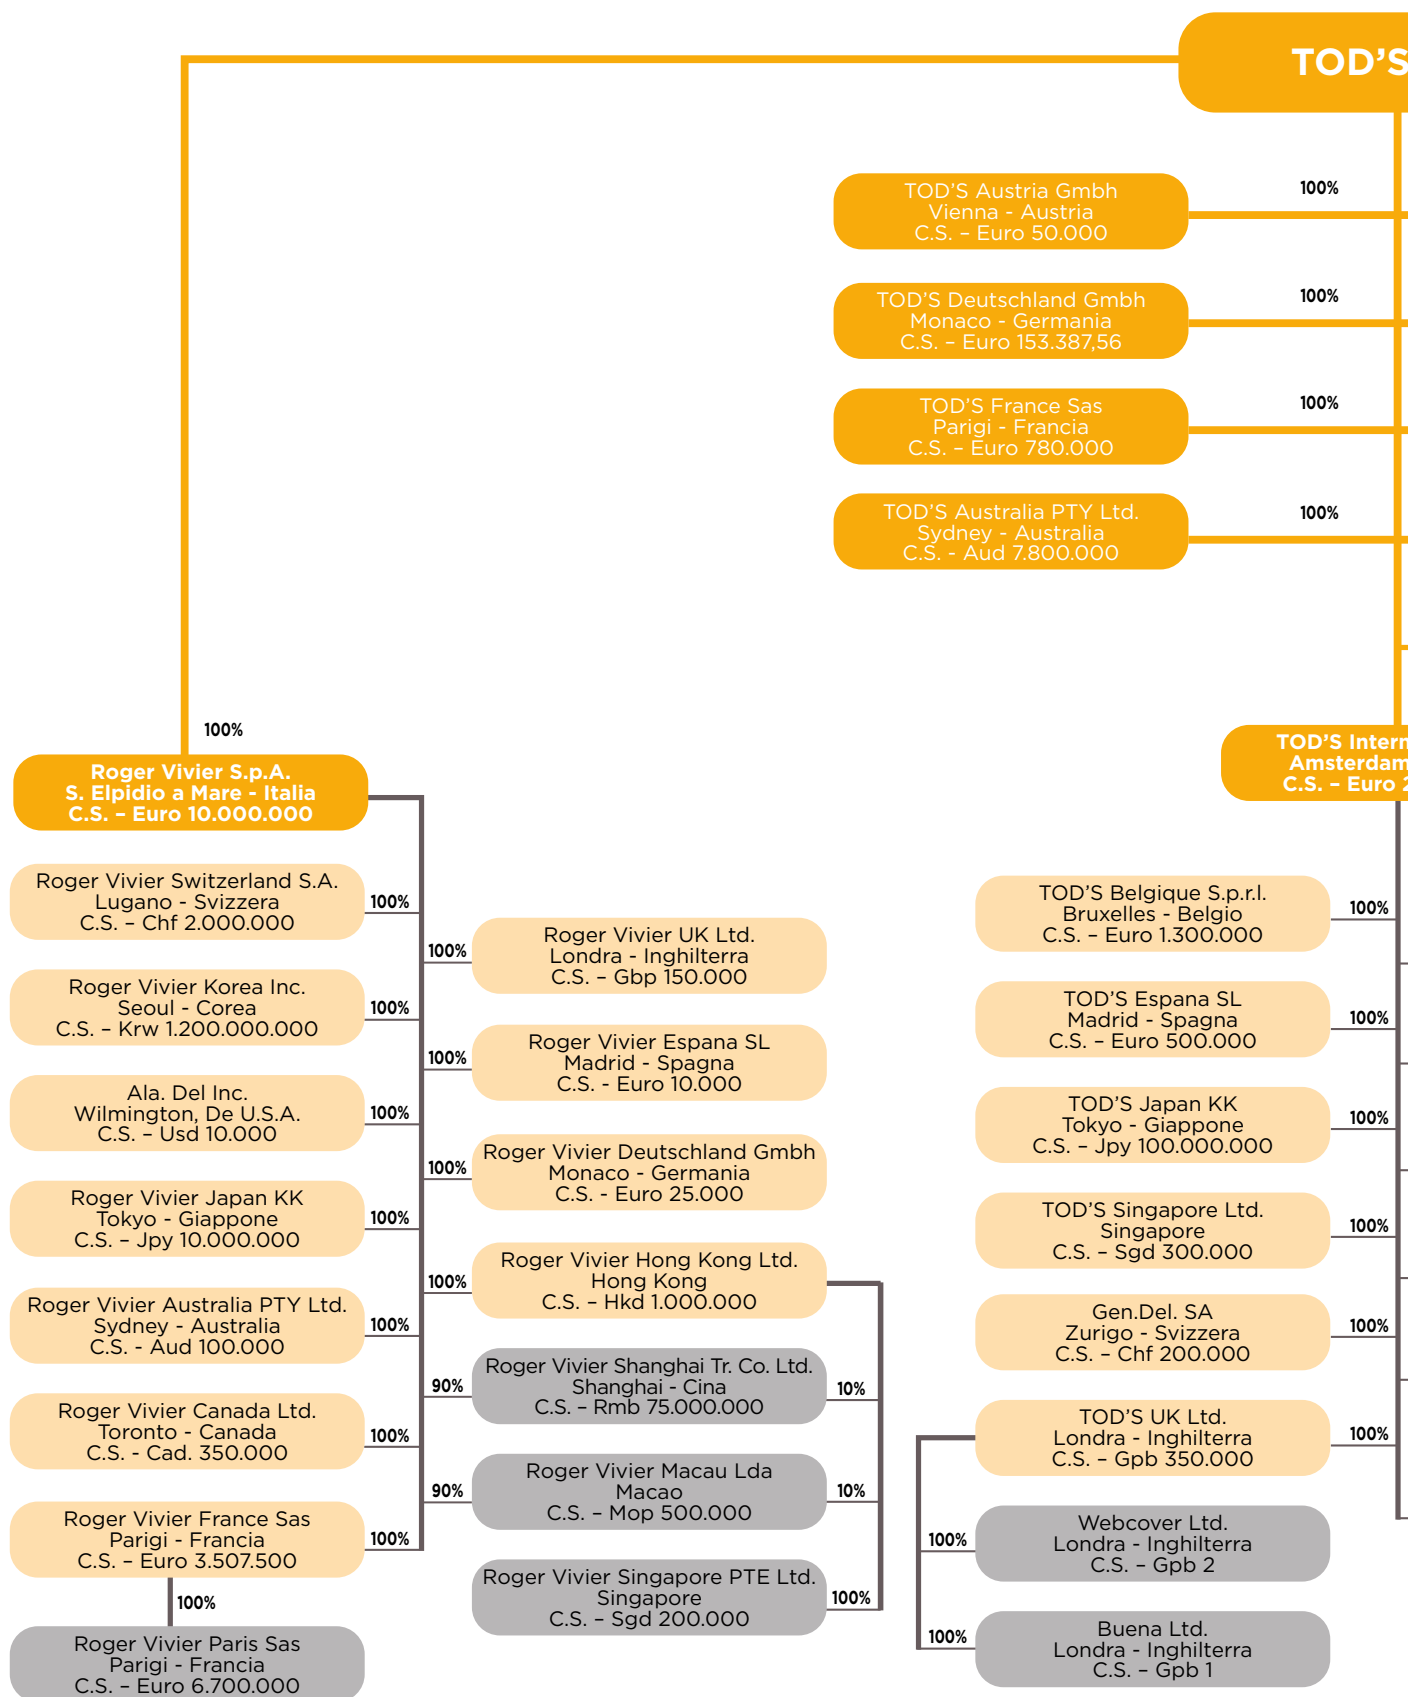 TOD'S
TOD'S Austria Gmbh
Vienna - Austria
C.S. – Euro 50.000
100%
TOD'S Deutschland Gmbh
Monaco - Germania
C.S. – Euro 153.387,56
100%
TOD'S France Sas
Parigi - Francia
C.S. – Euro 780.000
100%
TOD'S Australia PTY Ltd.
Sydney - Australia
C.S. - Aud 7.800.000
100%
100%
Roger Vivier S.p.A.
S. Elpidio a Mare - Italia
C.S. – Euro 10.000.000
Roger Vivier Switzerland S.A.
Lugano - Svizzera
C.S. – Chf 2.000.000
100%
Roger Vivier Korea Inc.
Seoul - Corea
C.S. – Krw 1.200.000.000
100%
Ala. Del Inc.
Wilmington, De U.S.A.
C.S. – Usd 10.000
100%
Roger Vivier Japan KK
Tokyo - Giappone
C.S. – Jpy 10.000.000
100%
Roger Vivier Australia PTY Ltd.
Sydney - Australia
C.S. - Aud 100.000
100%
Roger Vivier Canada Ltd.
Toronto - Canada
C.S. - Cad. 350.000
100%
Roger Vivier France Sas
Parigi - Francia
C.S. – Euro 3.507.500
100%
100%
Roger Vivier Paris Sas
Parigi - Francia
C.S. – Euro 6.700.000
100%
Roger Vivier UK Ltd.
Londra - Inghilterra
C.S. – Gbp 150.000
100%
Roger Vivier Espana SL
Madrid - Spagna
C.S. - Euro 10.000
100%
Roger Vivier Deutschland Gmbh
Monaco - Germania
C.S. - Euro 25.000
100%
Roger Vivier Hong Kong Ltd.
Hong Kong
C.S. – Hkd 1.000.000
90%
Roger Vivier Shanghai Tr. Co. Ltd.
Shanghai - Cina
C.S. – Rmb 75.000.000
10%
90%
Roger Vivier Macau Lda
Macao
C.S. – Mop 500.000
10%
Roger Vivier Singapore PTE Ltd.
Singapore
C.S. – Sgd 200.000
100%
TOD'S Intern
Amsterdam
C.S. – Euro 2
TOD'S Belgique S.p.r.l.
Bruxelles - Belgio
C.S. – Euro 1.300.000
100%
TOD'S Espana SL
Madrid - Spagna
C.S. – Euro 500.000
100%
TOD'S Japan KK
Tokyo - Giappone
C.S. – Jpy 100.000.000
100%
TOD'S Singapore Ltd.
Singapore
C.S. – Sgd 300.000
100%
Gen.Del. SA
Zurigo - Svizzera
C.S. – Chf 200.000
100%
TOD'S UK Ltd.
Londra - Inghilterra
C.S. – Gpb 350.000
100%
100%
Webcover Ltd.
Londra - Inghilterra
C.S. – Gpb 2
100%
Buena Ltd.
Londra - Inghilterra
C.S. – Gpb 1